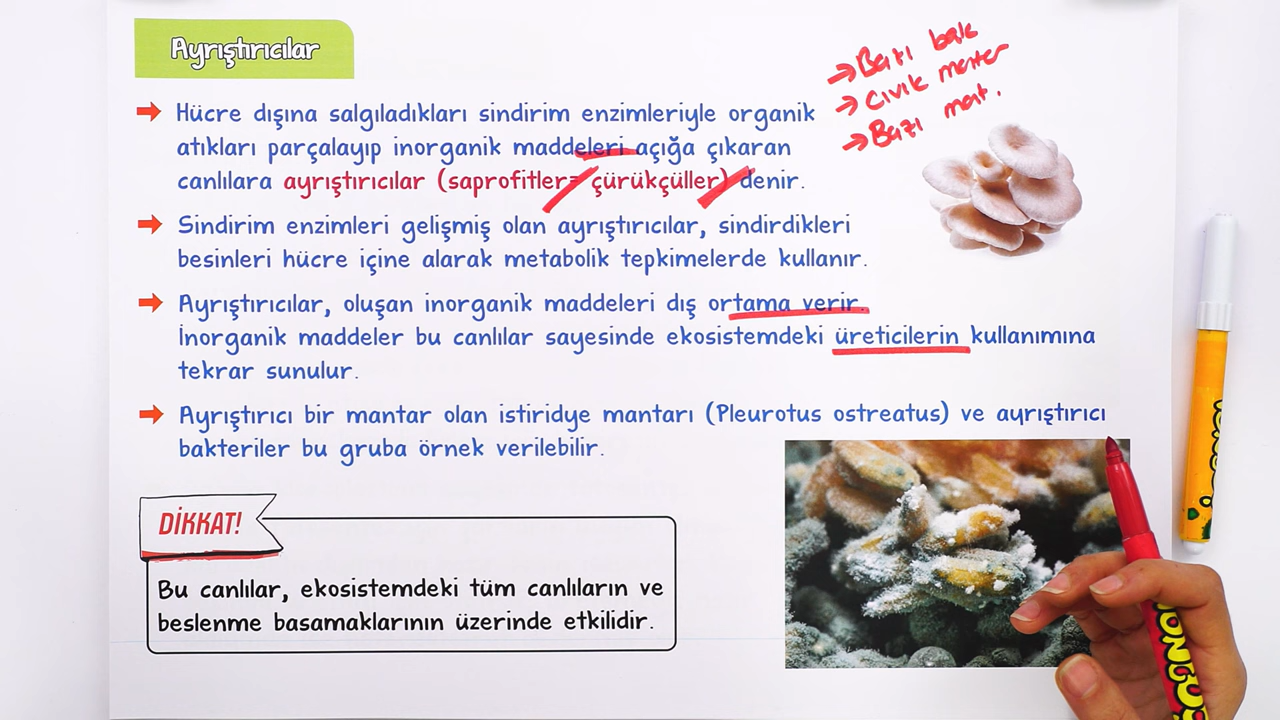 Ayrıştırıcılar
→ Bazı bak
→ Cıvık mantar
→ Bazı mant.
→ Hücre dışına salgıladıkları sindirim enzimleriyle organik
atıkları parçalayıp inorganik maddeleri açığa çıkaran
canlılara ayrıştırıcılar (saprofitler= çürükçüller) denir.
→ Sindirim enzimleri gelişmiş olan ayrıştırıcılar, sindirdikleri
besinleri hücre içine alarak metabolik tepkimelerde kullanır.
→ Ayrıştırıcılar, oluşan inorganik maddeleri dış ortama verir.
İnorganik maddeler bu canlılar sayesinde ekosistemdeki üreticilerin kullanımına
tekrar sunulur.
→ Ayrıştırıcı bir mantar olan istiridye mantarı (Pleurotus ostreatus) ve ayrıştırıcı
bakteriler bu gruba örnek verilebilir.
DİKKAT!
Bu canlılar, ekosistemdeki tüm canlıların ve
beslenme basamaklarının üzerinde etkilidir.